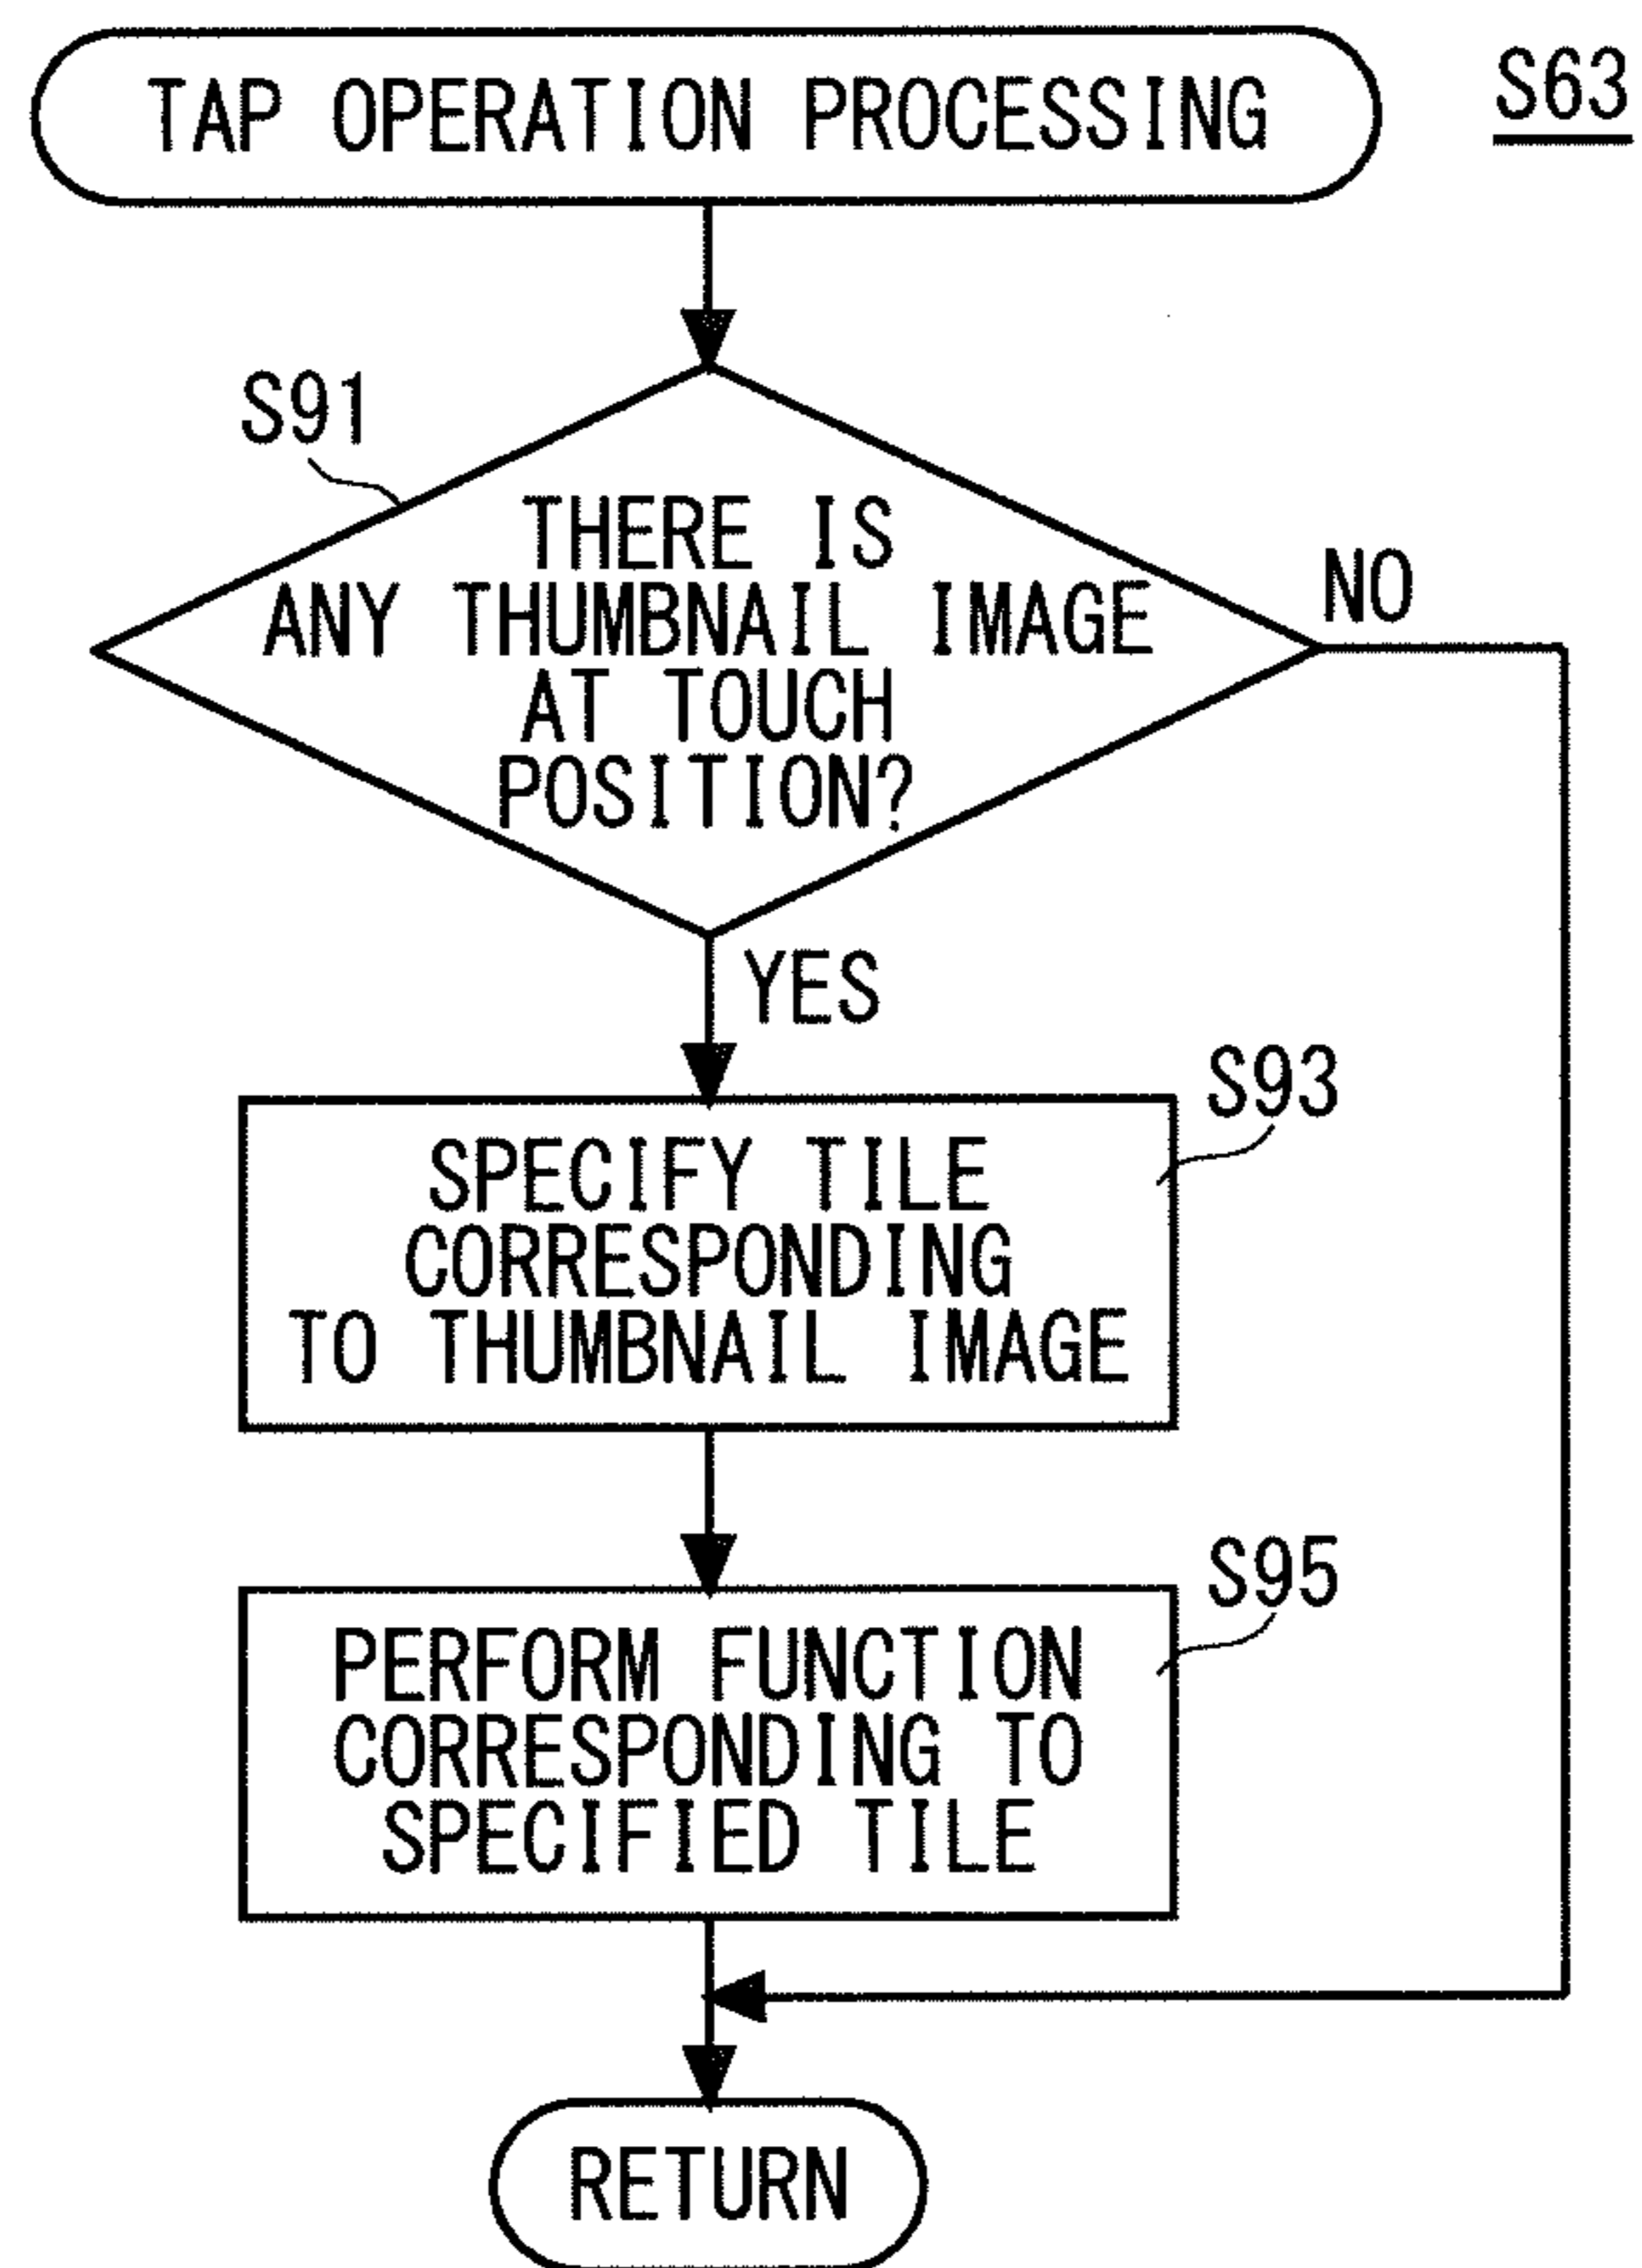 TAP OPERATION PROCESSING
S63
S91
THERE IS
ANY THUMBNAIL IMAGE
AT TOUCH
POSITION?
NO
YES
S93
SPECIFY TILE
CORRESPONDING
TO THUMBNAIL IMAGE
S95
PERFORM FUNCTION
CORRESPONDING TO
SPECIFIED TILE
RETURN